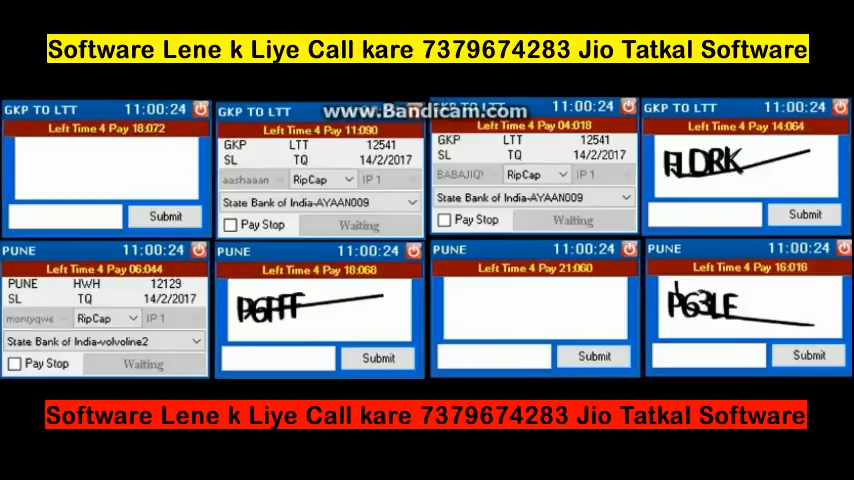 Software Lene k Liye Call kare 7379674283 Jio Tatkal Software
www.Bandicam.com
GKP TO LTT 11:00:24
Left Time 4 Pay 18:072
Submit
GKP TO LTT
Left Time 4 Pay 11:090
GKP LTT 12541
SL TQ 14/2/2017
aashaaan RipCap IP 1
State Bank of India-AYAAN009
Pay Stop Waiting
11:00:24
Left Time 4 Pay 04:018
GKP LTT 12541
SL TQ 14/2/2017
BABAJIQ RipCap IP 1
State Bank of India-AYAAN009
Pay Stop Waiting
GKP TO LTT 11:00:24
Left Time 4 Pay 14:064
Submit
PUNE 11:00:24
Left Time 4 Pay 06:044
PUNE HWH 12129
SL TQ 14/2/2017
montyqwe RipCap IP 1
State Bank of India-volvoline2
Pay Stop Waiting
PUNE 11:00:24
Left Time 4 Pay 18:068
Submit
PUNE 11:00:24
Left Time 4 Pay 21:060
Submit
PUNE 11:00:24
Left Time 4 Pay 16:016
Submit
Software Lene k Liye Call kare 7379674283 Jio Tatkal Software